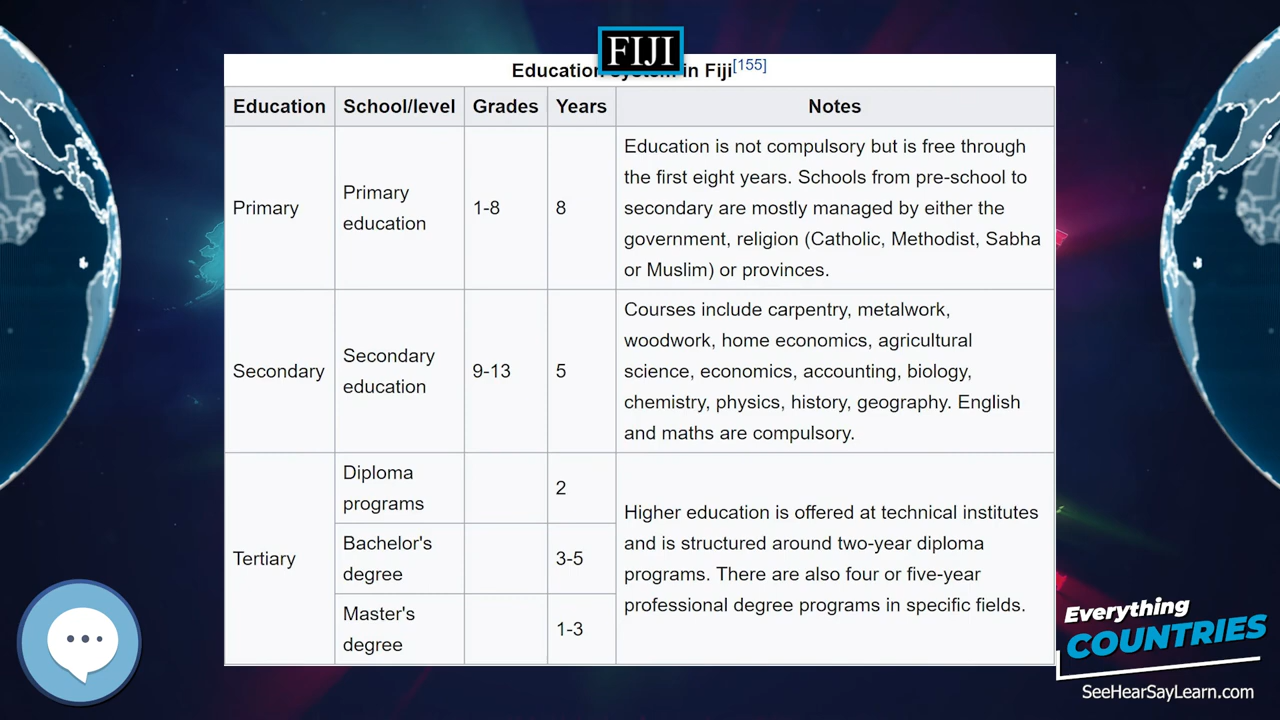 FIJI
Education System in Fiji[155]
Education School/level Grades Years Notes
Primary
Primary
education
1-8
8
Education is not compulsory but is free through
the first eight years. Schools from pre-school to
secondary are mostly managed by either the
government, religion (Catholic, Methodist, Sabha
or Muslim) or provinces.
Secondary
Secondary
education
9-13
5
Courses include carpentry, metalwork,
woodwork, home economics, agricultural
science, economics, accounting, biology,
chemistry, physics, history, geography. English
and maths are compulsory.
Tertiary
Diploma
programs
2
Bachelor's
degree
3-5
Master's
degree
1-3
Higher education is offered at technical institutes
and is structured around two-year diploma
programs. There are also four or five-year
professional degree programs in specific fields.
Everything
COUNTRIES
SeeHearSayLearn.com